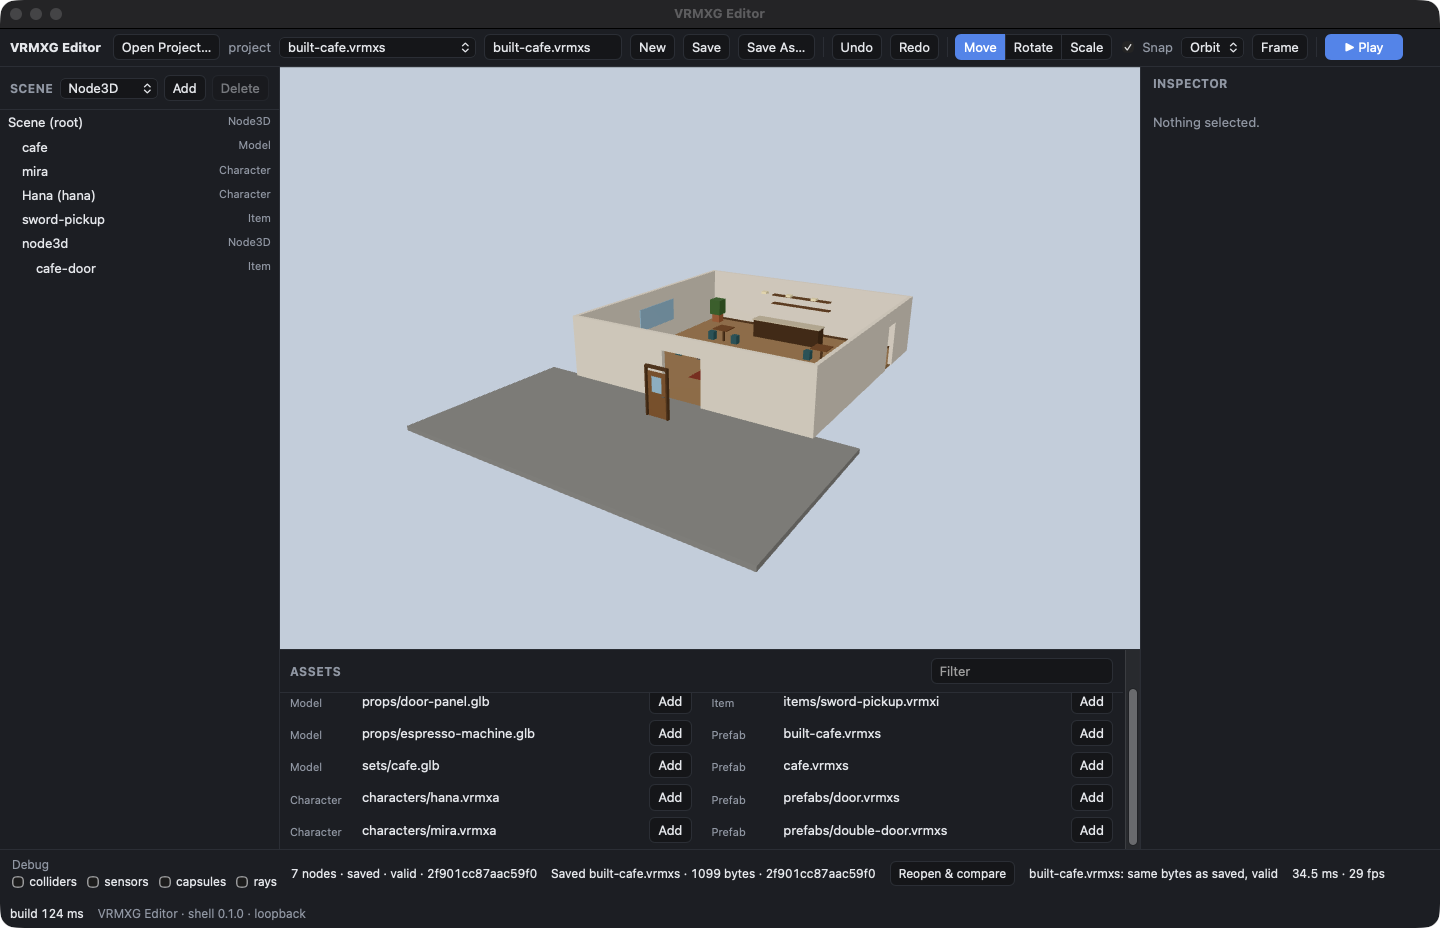 VRMXG Editor
VRMXG Editor Open Project... project built-cafe.vrmxs built-cafe.vrmxs New Save Save As... Undo Redo Move Rotate Scale ✓ Snap Orbit Frame ▶ Play
SCENE Node3D Add Delete
Scene (root) Node3D
cafe Model
mira Character
Hana (hana) Character
sword-pickup Item
node3d Node3D
cafe-door Item
INSPECTOR
Nothing selected.
ASSETS Filter
Model props/door-panel.glb Add Item items/sword-pickup.vrmxi Add
Model props/espresso-machine.glb Add Prefab built-cafe.vrmxs Add
Model sets/cafe.glb Add Prefab cafe.vrmxs Add
Character characters/hana.vrmxa Add Prefab prefabs/door.vrmxs Add
Character characters/mira.vrmxa Add Prefab prefabs/double-door.vrmxs Add
Debug
colliders sensors capsules rays 7 nodes · saved · valid · 2f901cc87aac59f0 Saved built-cafe.vrmxs · 1099 bytes · 2f901cc87aac59f0 Reopen & compare built-cafe.vrmxs: same bytes as saved, valid 34.5 ms · 29 fps
build 124 ms VRMXG Editor · shell 0.1.0 · loopback